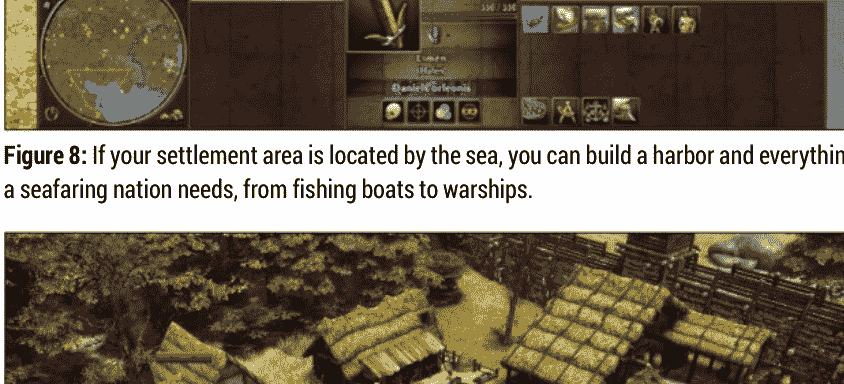 Figure 8: If your settlement area is located by the sea, you can build a harbor and everythin
a seafaring nation needs, from fishing boats to warships.